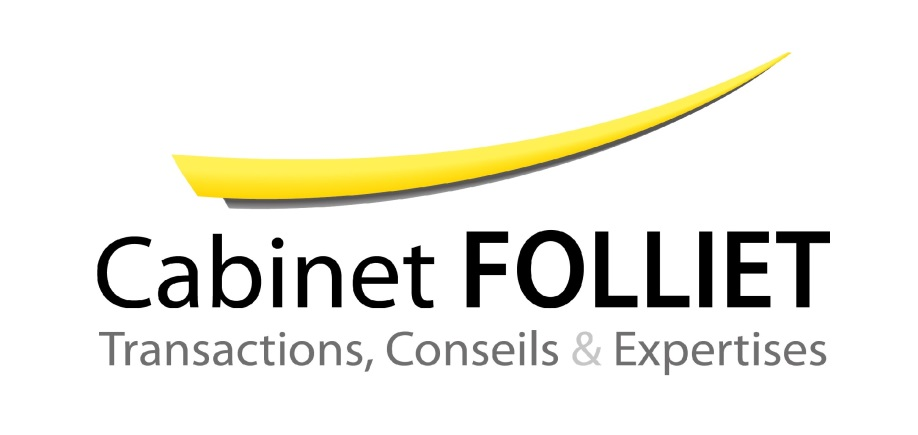 Cabinet FOLLIET
Transactions, Conseils & Expertises